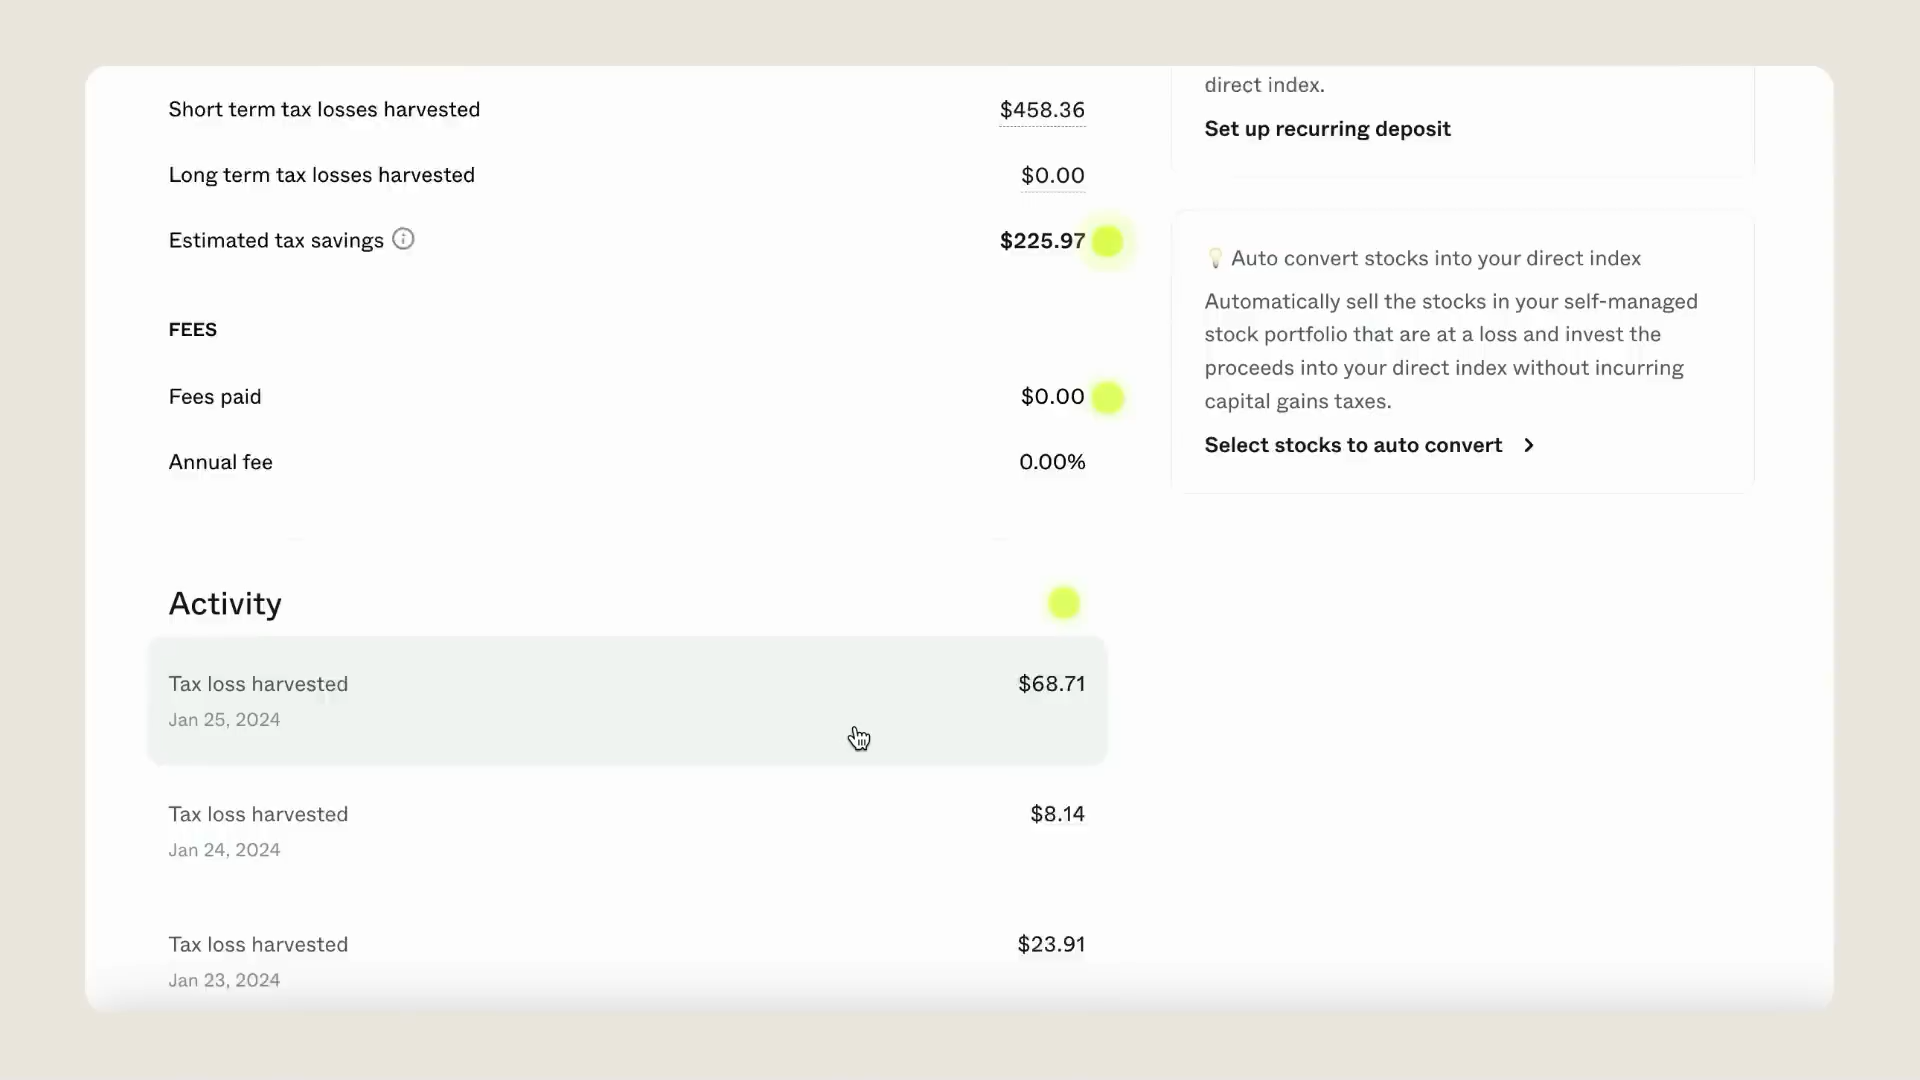 Short term tax losses harvested $458.36
Long term tax losses harvested $0.00
Estimated tax savings $225.97
FEES
Fees paid $0.00
Annual fee 0.00%
Activity
Tax loss harvested $68.71
Jan 25, 2024
Tax loss harvested $8.14
Jan 24, 2024
Tax loss harvested $23.91
Jan 23, 2024
direct index.
Set up recurring deposit
Auto convert stocks into your direct index
Automatically sell the stocks in your self-managed
stock portfolio that are at a loss and invest the
proceeds into your direct index without incurring
capital gains taxes.
Select stocks to auto convert